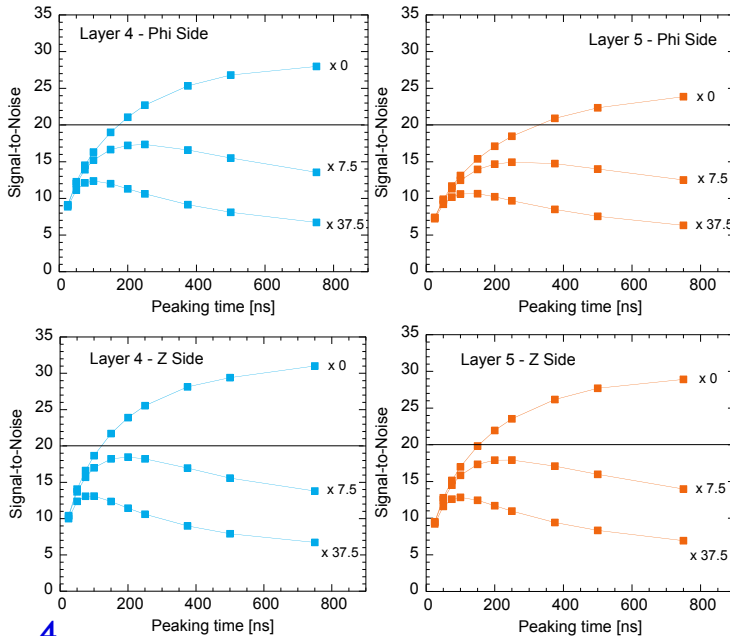 Layer 4 - Phi Side
Signal-to-Noise
35
30
25
20
15
10
5
0
x 0
x 7.5
x 37.5
0 200 400 600 800
Peaking time [ns]
Layer 5 - Phi Side
Signal-to-Noise
35
30
25
20
15
10
5
0
x 0
x 7.5
x 37.5
0 200 400 600 800
Peaking time [ns]
Layer 4 - Z Side
Signal-to-Noise
35
30
25
20
15
10
5
0
x 0
x 7.5
x 37.5
0 200 400 600 800
Peaking time [ns]
Layer 5 - Z Side
Signal-to-Noise
35
30
25
20
15
10
5
0
x 0
x 7.5
x 37.5
0 200 400 600 800
Peaking time [ns]